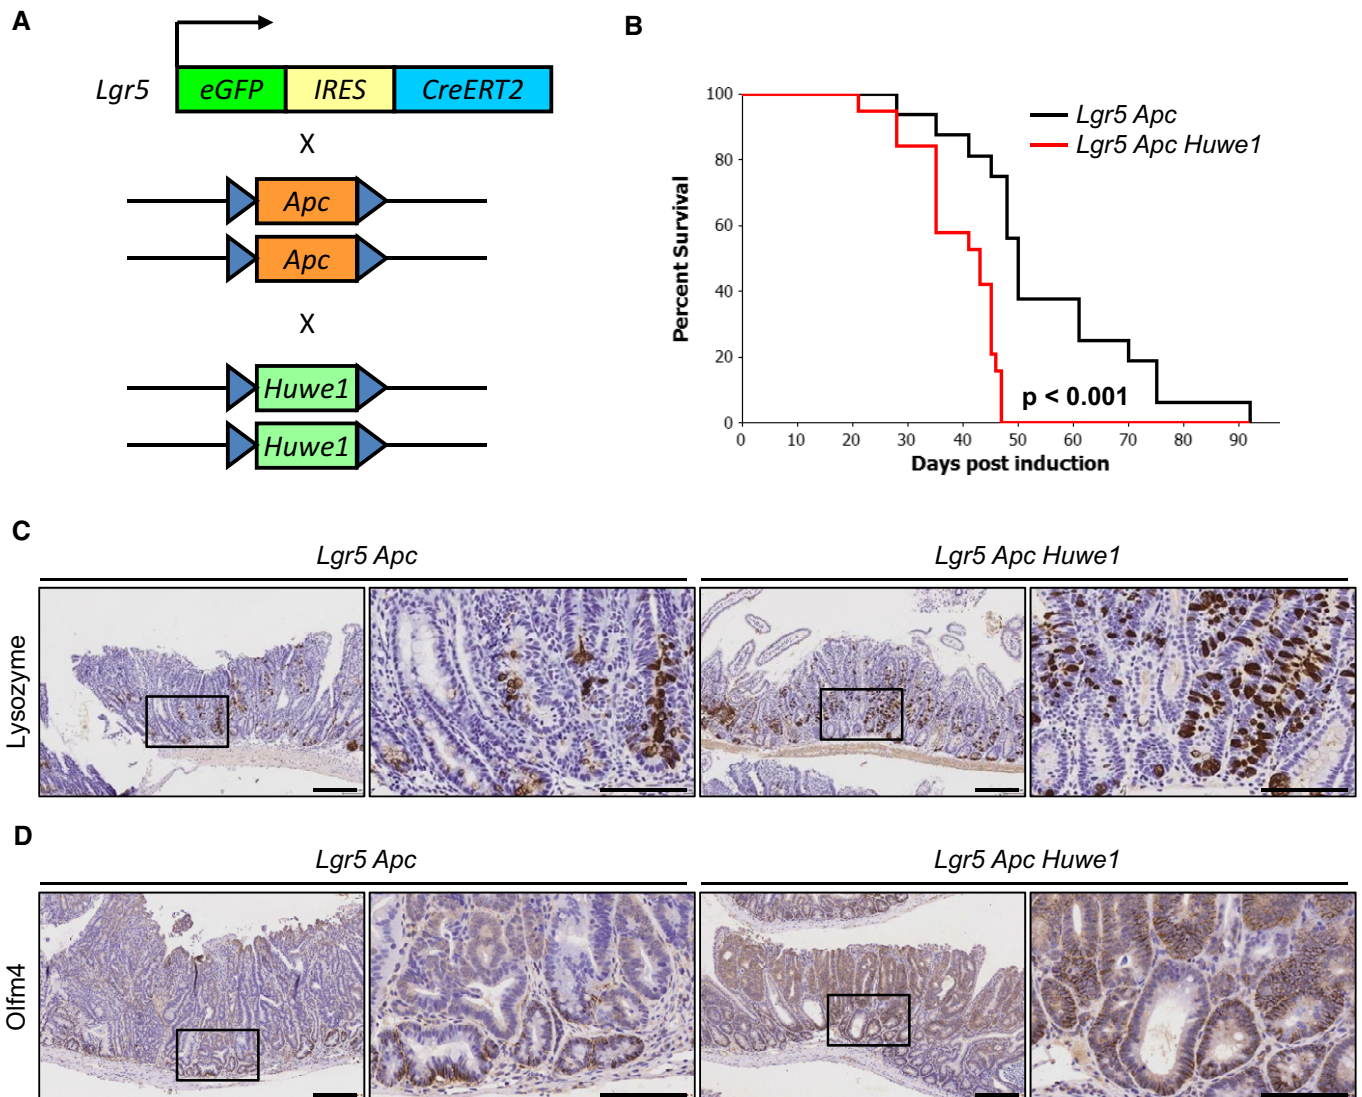 A
Lgr5 eGFP IRES CreERT2
X
Apc
Apc
X
Huwe1
Huwe1
B
Percent Survival
100
80
60
40
20
0
0 10 20 30 40 50 60 70 80 90
Days post induction
Lgr5 Apc
Lgr5 Apc Huwe1
p < 0.001
C
Lgr5 Apc Lgr5 Apc Huwe1
Lysozyme
D
Lgr5 Apc Lgr5 Apc Huwe1
Olfm4